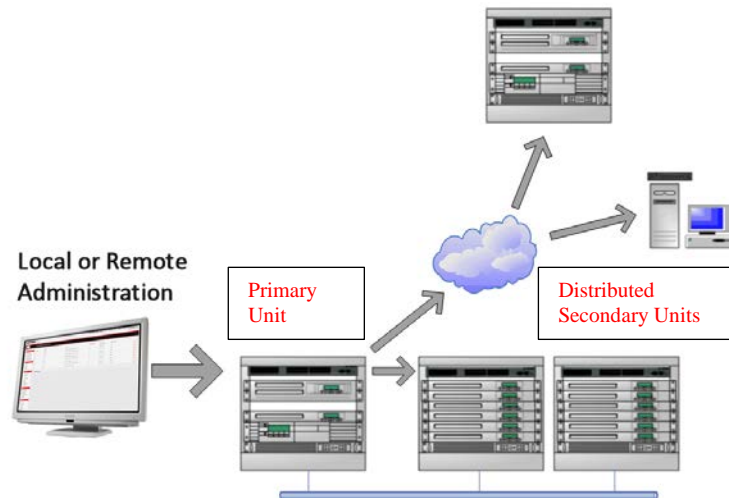 Local or Remote
Administration
Primary
Unit
Distributed
Secondary Units